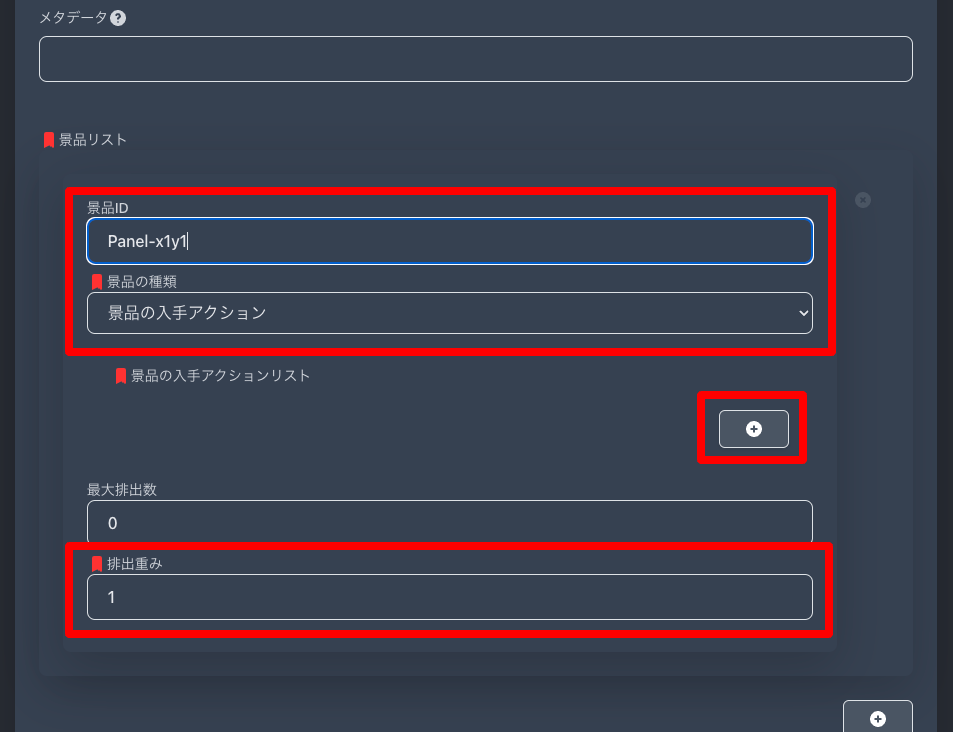 メタデータ
景品リスト
景品ID
Panel-x1y1
景品の種類
景品の入手アクション
景品の入手アクションリスト
最大排出数
0
排出重み
1